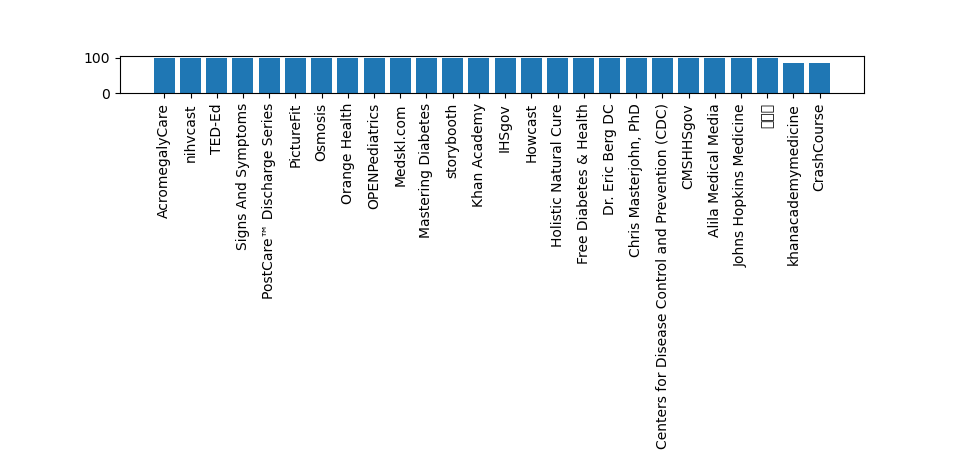 100
0
AcromegalyCare
nihvcast
TED-Ed
Signs And Symptoms
PostCare™ Discharge Series
PictureFit
Osmosis
Orange Health
OPENPediatrics
Medskl.com
Mastering Diabetes
storybooth
Khan Academy
IHSgov
Howcast
Holistic Natural Cure
Free Diabetes & Health
Dr. Eric Berg DC
Chris Masterjohn, PhD
Centers for Disease Control and Prevention (CDC)
CMSHHSgov
Alila Medical Media
Johns Hopkins Medicine
khanacademymedicine
CrashCourse